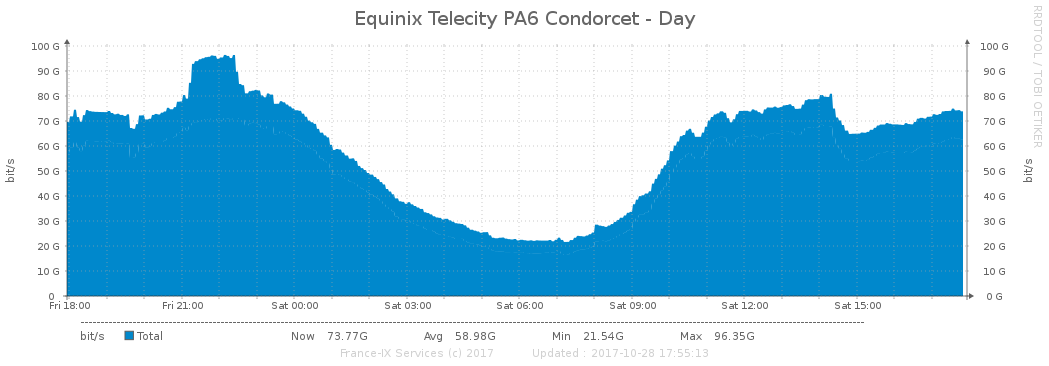 Equinix Telecity PA6 Condorcet - Day
RRDTOOL / TOBI OETIKER
100 G 100 G
90 G 90 G
80 G 80 G
70 G 70 G
60 G 60 G
50 G 50 G
40 G 40 G
30 G 30 G
20 G 20 G
10 G 10 G
0 0 G
bit/s
bit/s
Fri 18:00 Fri 21:00 Sat 00:00 Sat 03:00 Sat 06:00 Sat 09:00 Sat 12:00 Sat 15:00
bit/s Total Now 73.77G Avg 58.98G Min 21.54G Max 96.35G
France-IX Services (c) 2017 Updated : 2017-10-28 17:55:13